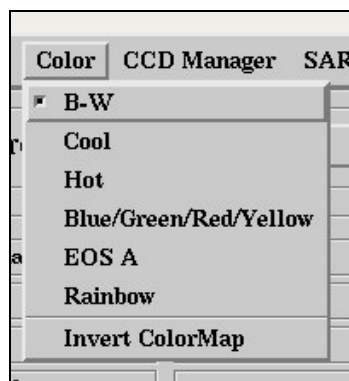 Color CCD Manager SAR
B-W
Cool
Hot
Blue/Green/Red/Yellow
EOS A
Rainbow
Invert ColorMap